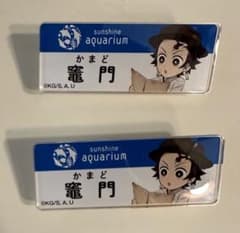 sunshine
aquarium
かまど
竈門
©KG/S, A, U
sunshine
aquarium
かまど
竈門
©KG/S, A, U